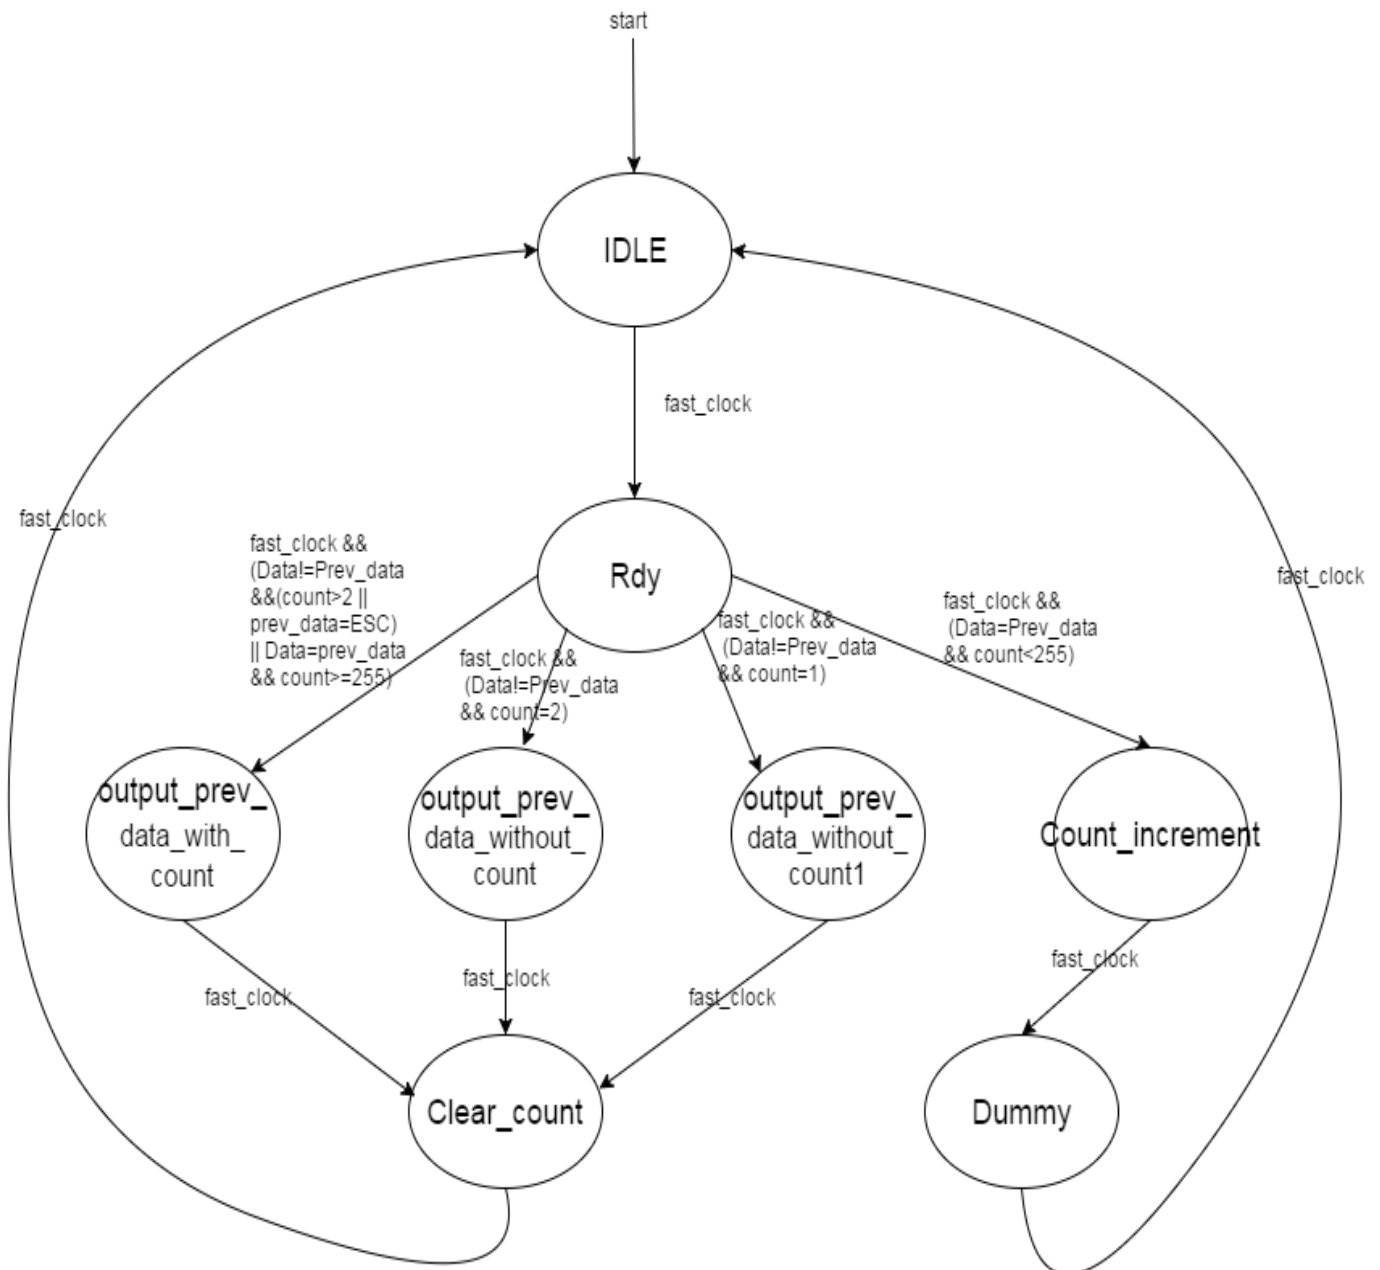 start
IDLE
fast_clock
fast_clock
fast_clock &&
(Data!=Prev_data
&&(count>2 ||
prev_data=ESC)
|| Data=prev_data
&& count>=255)
Rdy
fast_clock
fast_clock &&
(Data!=Prev_data
&& count=2)
fast_clock &&
(Data!=Prev_data
&& count=1)
fast_clock &&
(Data=Prev_data
&& count<255)
output_prev_
data_with_
count
output_prev_
data_without_
count
output_prev_
data_without_
count1
Count_increment
fast_clock
fast_clock
fast_clock
fast_clock
Clear_count
Dummy